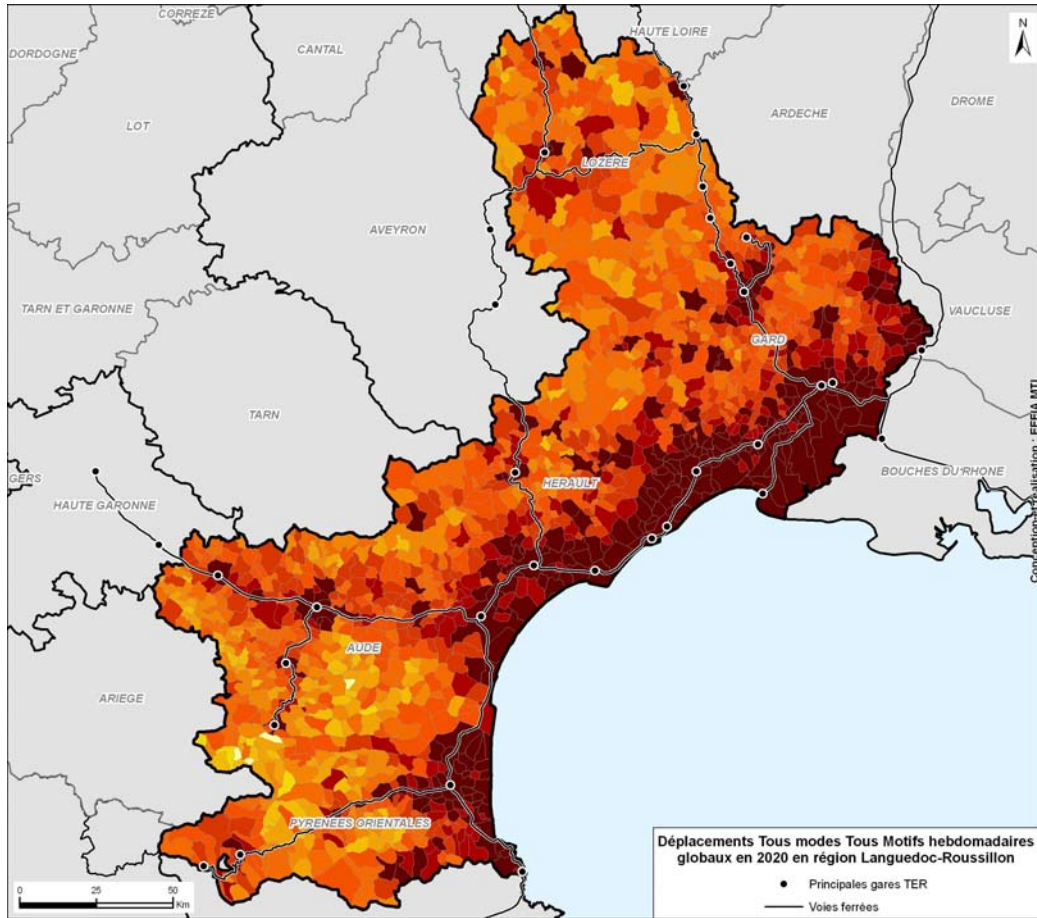 CORREZE
CANTAL
HAUTE LOIRE
N
DORDOGNE
ARDECHE
DROME
LOT
LOZERE
AVEYRON
TARN ET GARONNE
VAUCLUSE
GARD
TARN
GERS
HERAULT
BOUCHES DU RHONE
HAUTE GARONNE
Conception et réalisation : EFFIA MTI
AUDE
ARIEGE
PYRENEES ORIENTALES
Déplacements Tous modes Tous Motifs hebdomadaires
globaux en 2020 en région Languedoc-Roussillon
Principales gares TER
Voies ferrées
0 25 50
Km